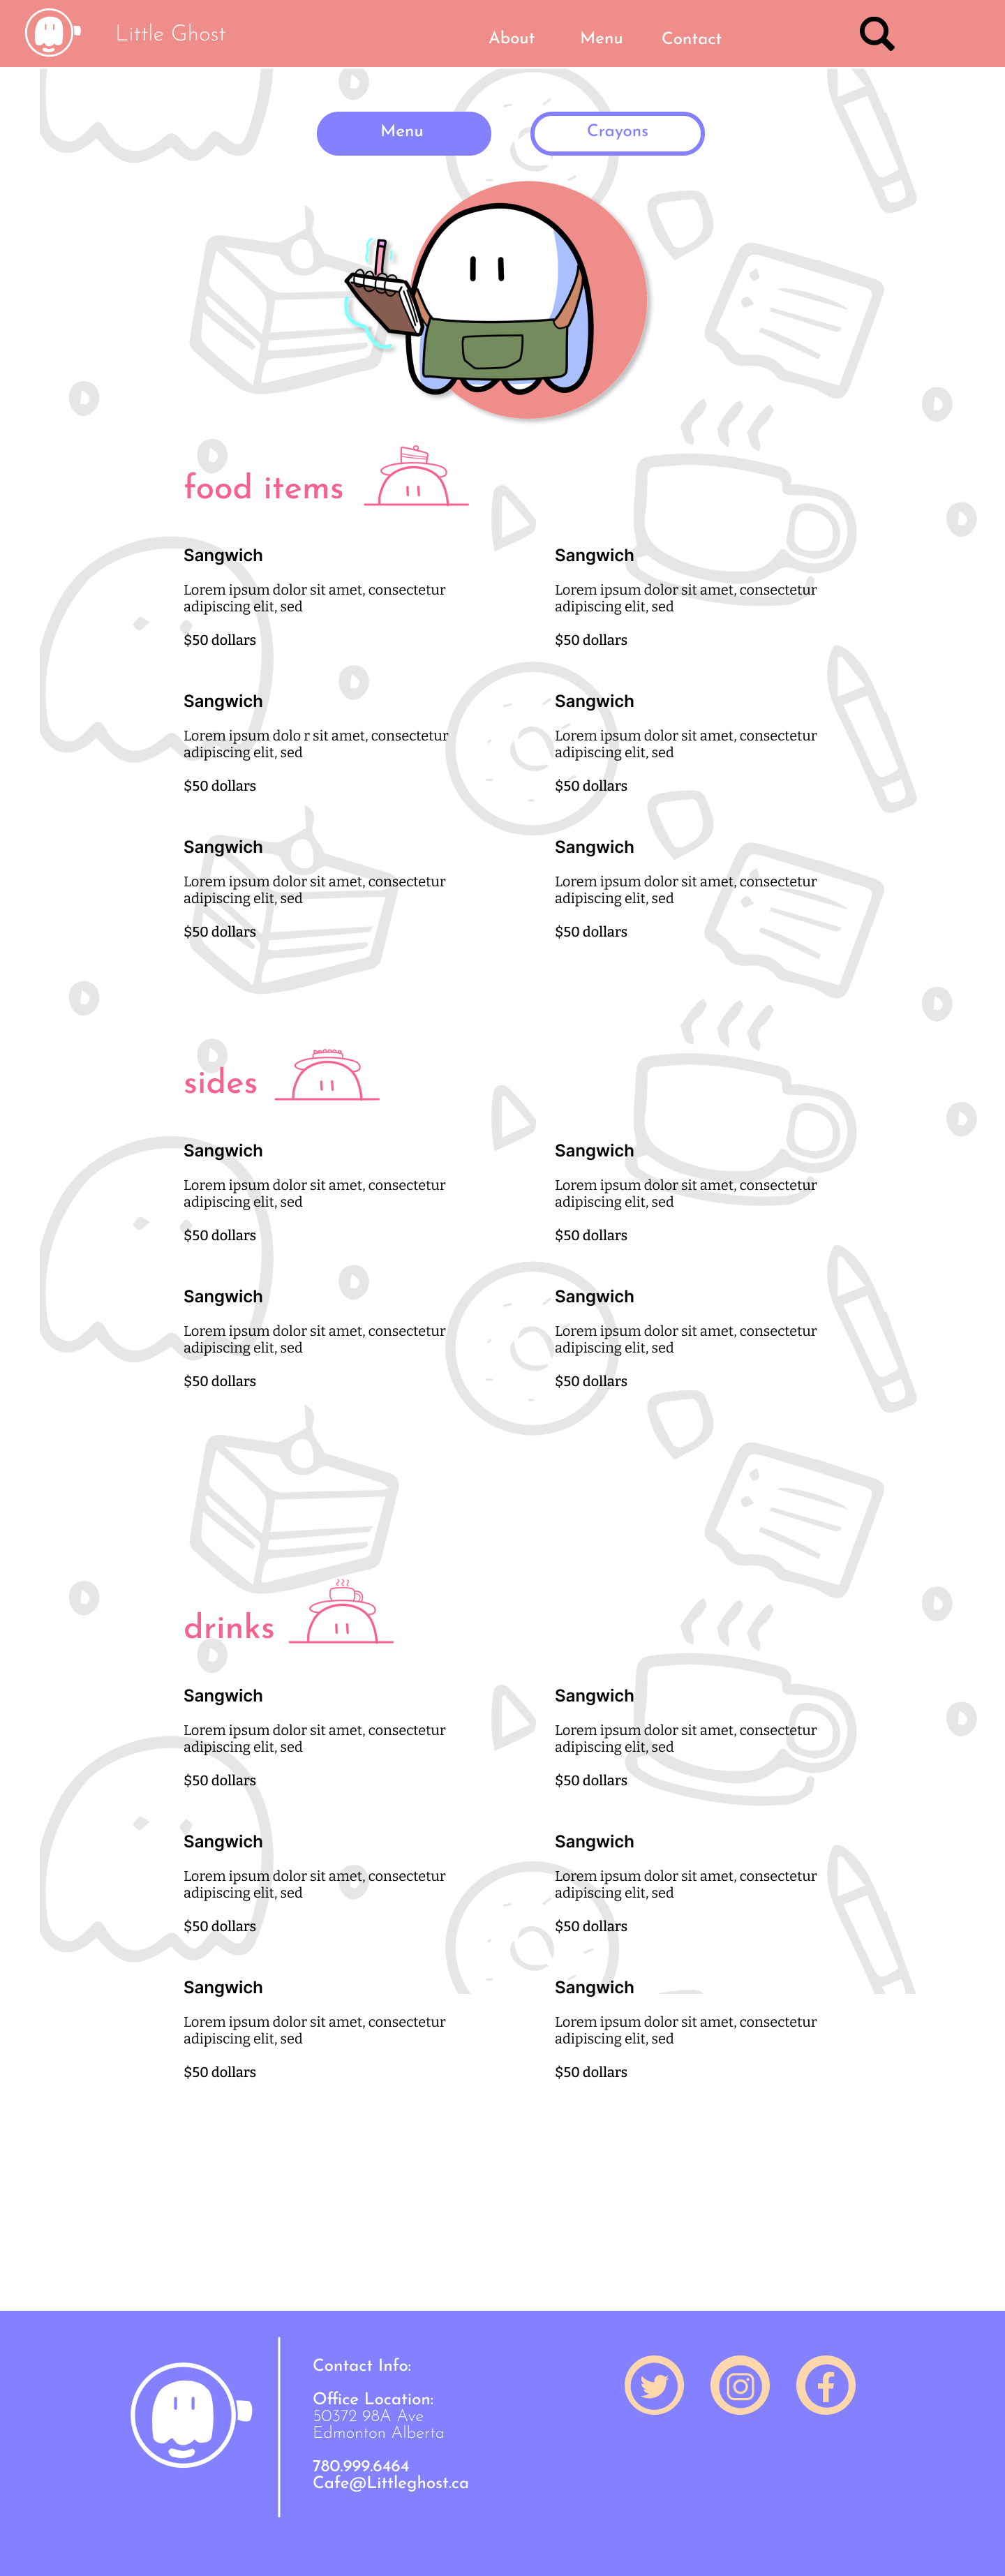 Little Ghost
About Menu Contact
Menu Crayons
food items
Sangwich
Lorem ipsum dolor sit amet, consectetur
adipiscing elit, sed
$50 dollars
Sangwich
Lorem ipsum dolor sit amet, consectetur
adipiscing elit, sed
$50 dollars
Sangwich
Lorem ipsum dolo r sit amet, consectetur
adipiscing elit, sed
$50 dollars
Sangwich
Lorem ipsum dolor sit amet, consectetur
adipiscing elit, sed
$50 dollars
Sangwich
Lorem ipsum dolor sit amet, consectetur
adipiscing elit, sed
$50 dollars
Sangwich
Lorem ipsum dolor sit amet, consectetur
adipiscing elit, sed
$50 dollars
sides
Sangwich
Lorem ipsum dolor sit amet, consectetur
adipiscing elit, sed
$50 dollars
Sangwich
Lorem ipsum dolor sit amet, consectetur
adipiscing elit, sed
$50 dollars
Sangwich
Lorem ipsum dolor sit amet, consectetur
adipiscing elit, sed
$50 dollars
Sangwich
Lorem ipsum dolor sit amet, consectetur
adipiscing elit, sed
$50 dollars
drinks
Sangwich
Lorem ipsum dolor sit amet, consectetur
adipiscing elit, sed
$50 dollars
Sangwich
Lorem ipsum dolor sit amet, consectetur
adipiscing elit, sed
$50 dollars
Sangwich
Lorem ipsum dolor sit amet, consectetur
adipiscing elit, sed
$50 dollars
Sangwich
Lorem ipsum dolor sit amet, consectetur
adipiscing elit, sed
$50 dollars
Sangwich
Lorem ipsum dolor sit amet, consectetur
adipiscing elit, sed
$50 dollars
Sangwich
Lorem ipsum dolor sit amet, consectetur
adipiscing elit, sed
$50 dollars
Contact Info:
Office Location:
50372 98A Ave
Edmonton Alberta
780.999.6464
Cafe@Littleghost.ca